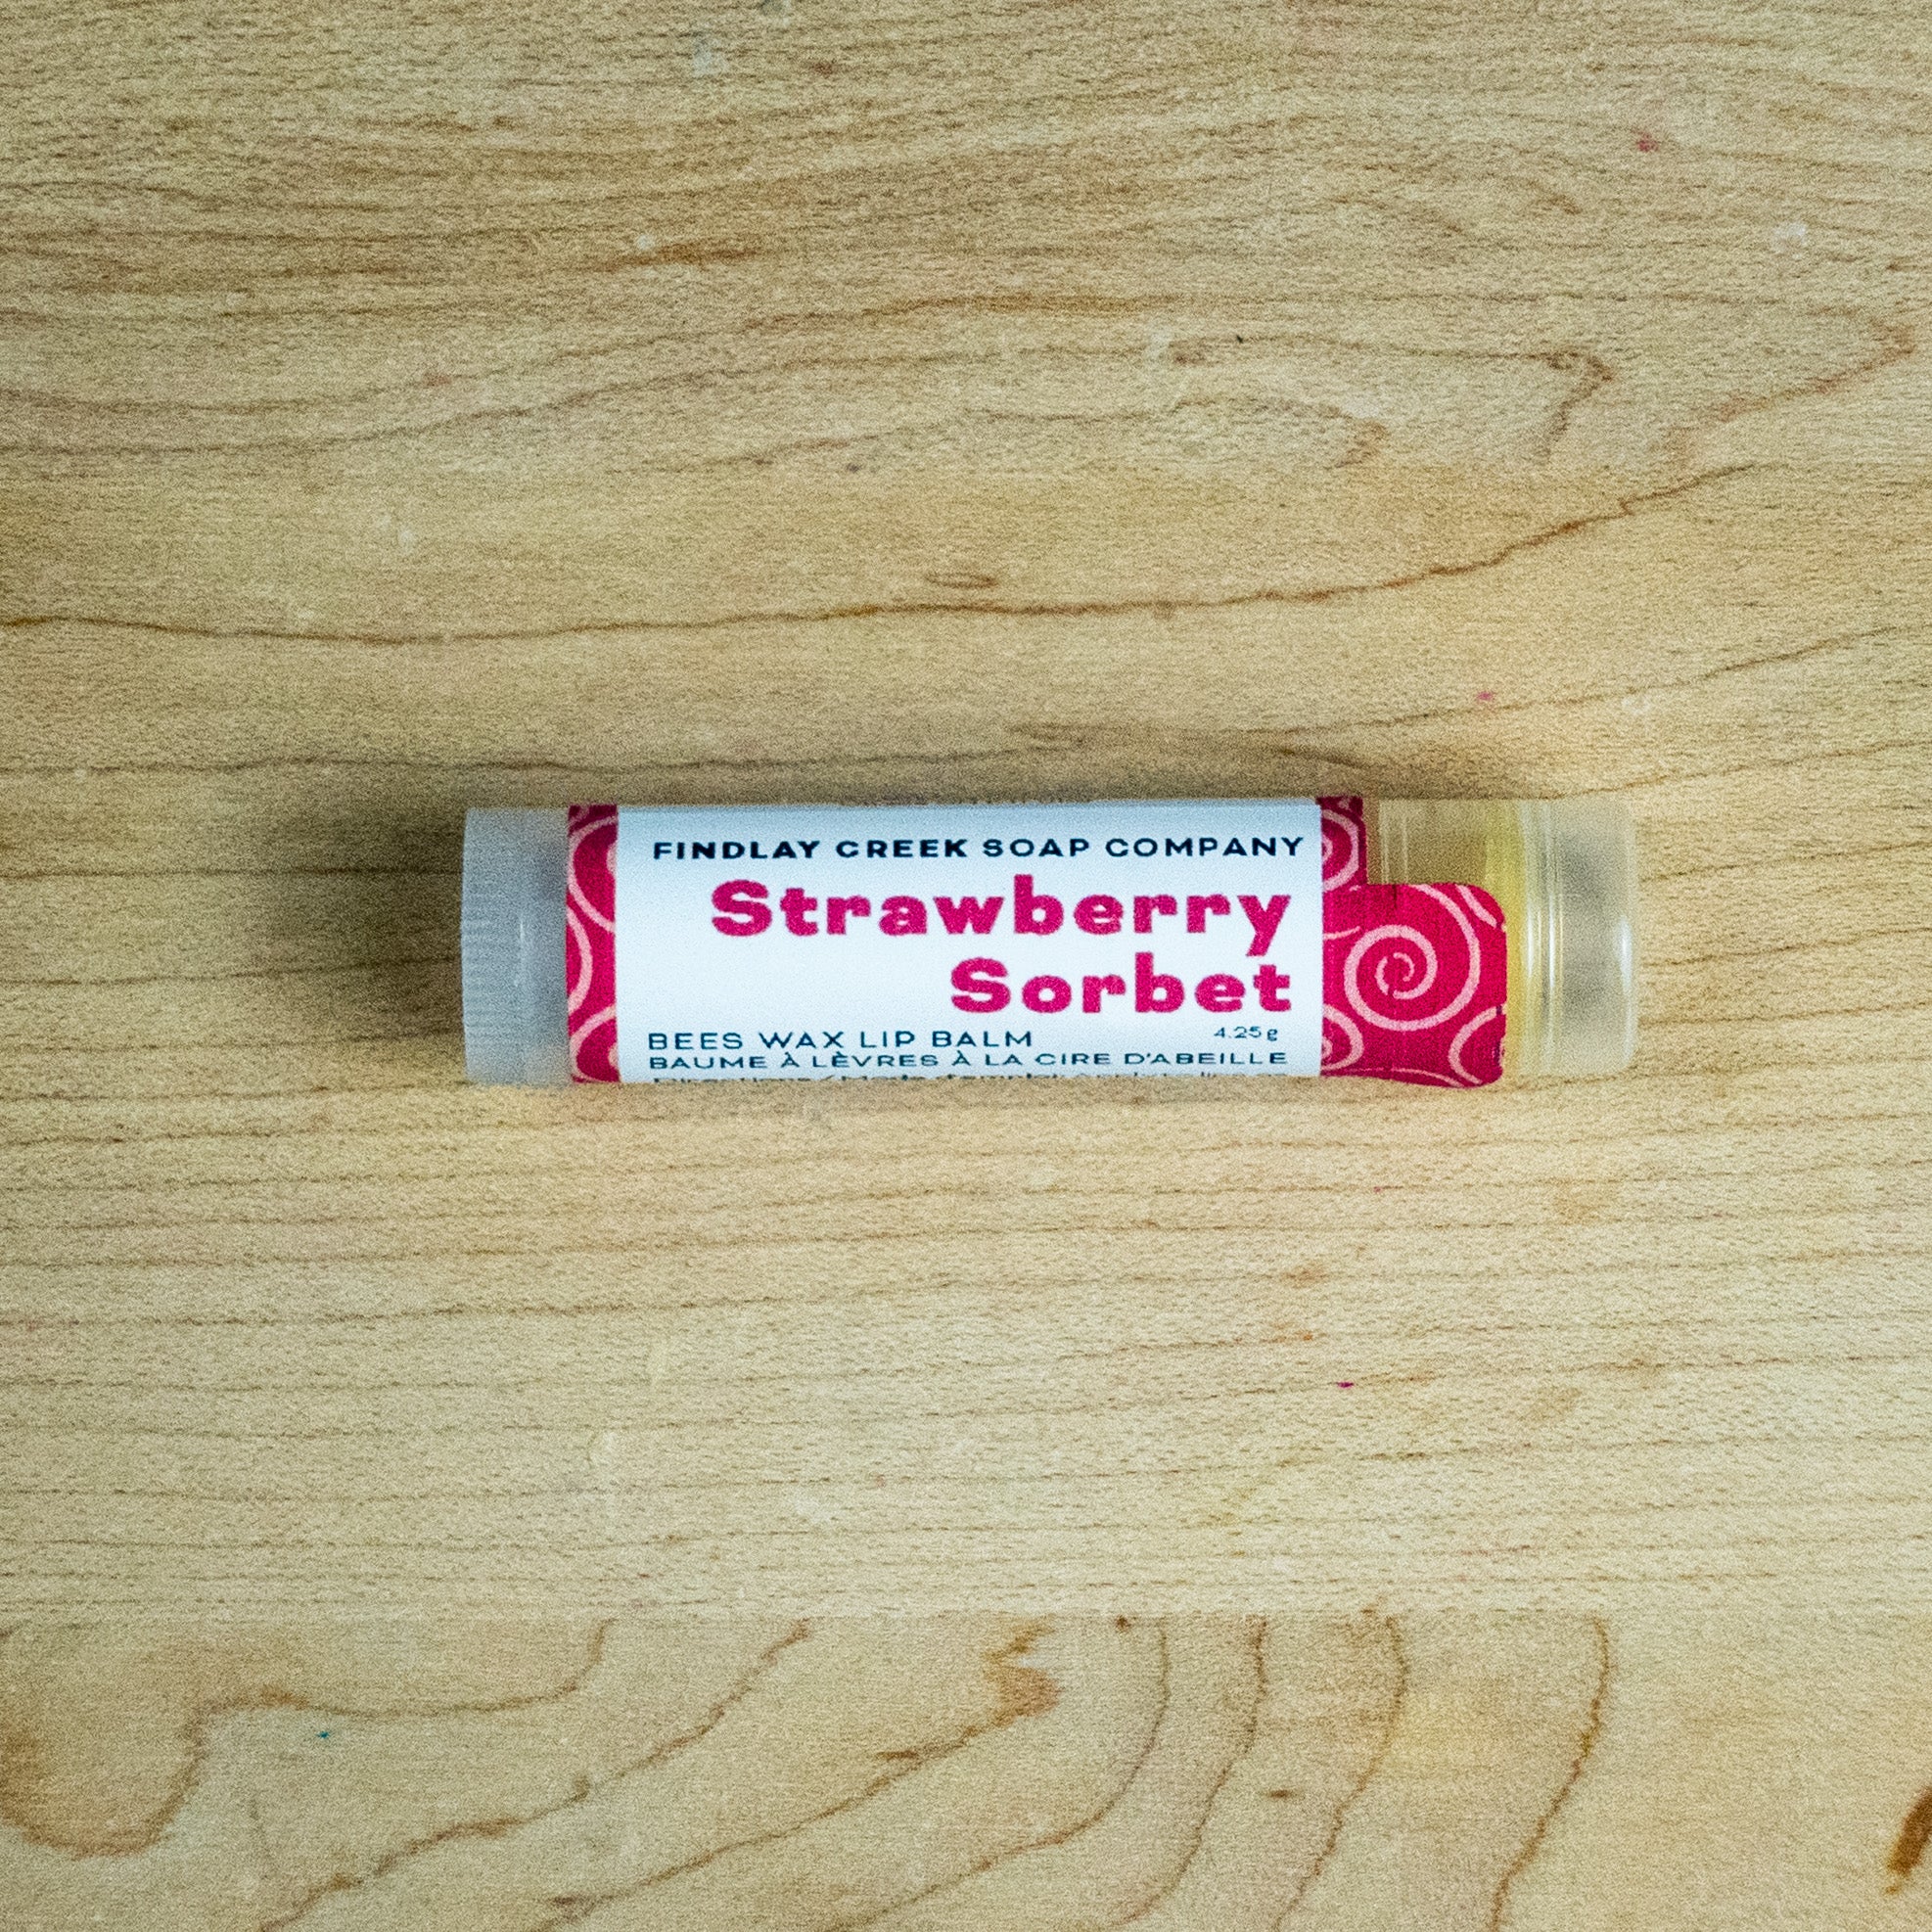 FINDLAY CREEK SOAP COMPANY
Strawberry
Sorbet
BEES WAX LIP BALM 4.25g
BAUME À LÈVRES À LA CIRE D'ABEILLE